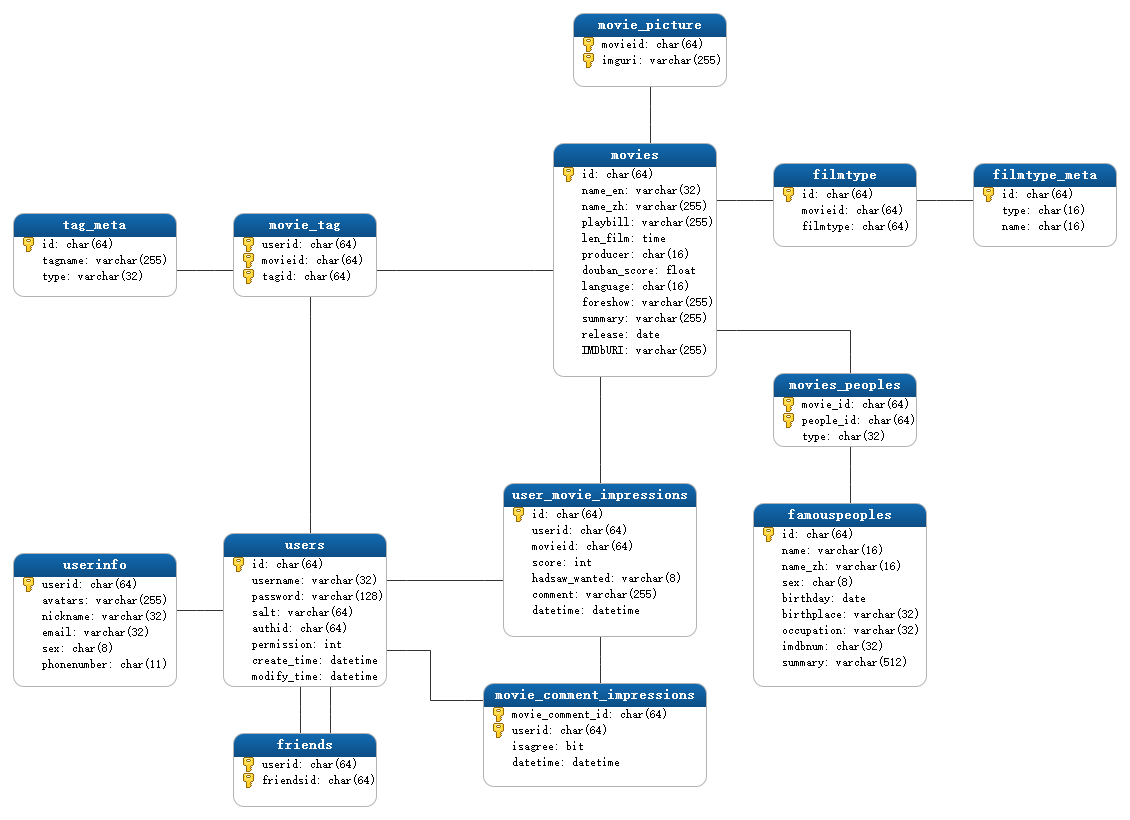 movie_picture
movieid: char(64)
imguri: varchar(255)
movies
id: char(64)
name_en: varchar(32)
name_zh: varchar(255)
playbill: varchar(255)
len_film: time
producer: char(16)
douban_score: float
language: char(16)
foreshow: varchar(255)
summary: varchar(255)
release: date
IMDbURI: varchar(255)
filmtype
id: char(64)
movieid: char(64)
filmtype: char(64)
filmtype_meta
id: char(64)
type: char(16)
name: char(16)
tag_meta
id: char(64)
tagname: varchar(255)
type: varchar(32)
movie_tag
userid: char(64)
movieid: char(64)
tagid: char(64)
movies_peoples
movie_id: char(64)
people_id: char(64)
type: char(32)
user_movie_impressions
id: char(64)
userid: char(64)
movieid: char(64)
score: int
hadsaw_wanted: varchar(8)
comment: varchar(255)
datetime: datetime
famouspeoples
id: char(64)
name: varchar(16)
name_zh: varchar(16)
sex: char(8)
birthday: date
birthplace: varchar(32)
occupation: varchar(32)
imdbnum: char(32)
summary: varchar(512)
users
id: char(64)
username: varchar(32)
password: varchar(128)
salt: varchar(64)
authid: char(64)
permission: int
create_time: datetime
modify_time: datetime
userinfo
userid: char(64)
avatars: varchar(255)
nickname: varchar(32)
email: varchar(32)
sex: char(8)
phonenumber: char(11)
movie_comment_impressions
movie_comment_id: char(64)
userid: char(64)
isagree: bit
datetime: datetime
friends
userid: char(64)
friendsid: char(64)